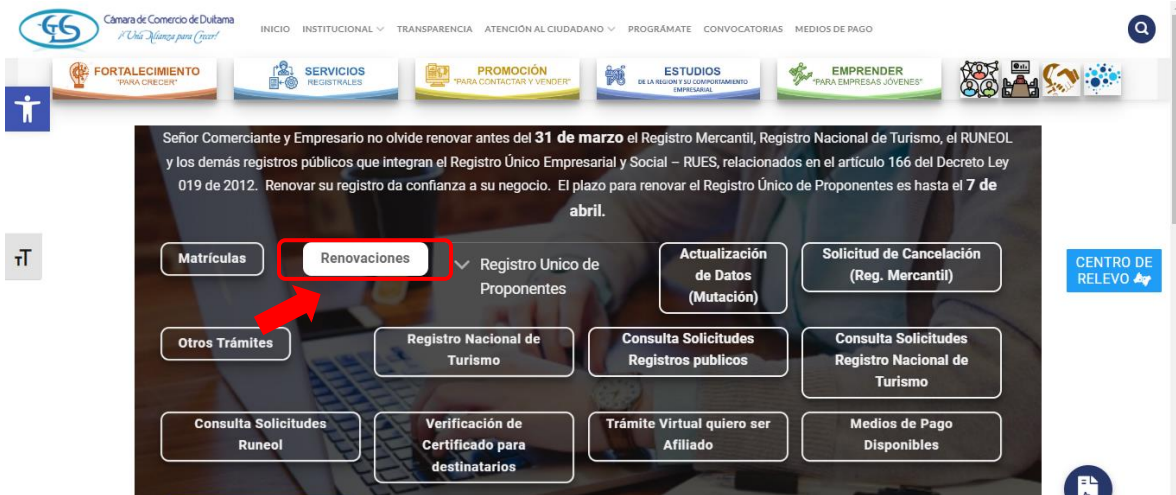 Cámara de Comercio de Duitama
¡Una Alianza para Crecer!
INICIO INSTITUCIONAL TRANSPARENCIA ATENCIÓN AL CIUDADANO PROGRÁMATE CONVOCATORIAS MEDIOS DE PAGO
FORTALECIMIENTO
"PARA CRECER"
SERVICIOS
REGISTRALES
PROMOCIÓN
"PARA CONTACTAR Y VENDER"
ESTUDIOS
DE LA REGION Y SU COMPORTAMIENTO
EMPRESARIAL
EMPRENDER
"PARA EMPRESAS JÓVENES"
Señor Comerciante y Empresario no olvide renovar antes del 31 de marzo el Registro Mercantil, Registro Nacional de Turismo, el RUNEOL
y los demás registros públicos que integran el Registro Único Empresarial y Social – RUES, relacionados en el artículo 166 del Decreto Ley
019 de 2012. Renovar su registro da confianza a su negocio. El plazo para renovar el Registro Único de Proponentes es hasta el 7 de
abril.
Matrículas
Renovaciones
Registro Unico de
Proponentes
Actualización
de Datos
(Mutación)
Solicitud de Cancelación
(Reg. Mercantil)
CENTRO DE
RELEVO
Otros Trámites
Registro Nacional de
Turismo
Consulta Solicitudes
Registros publicos
Consulta Solicitudes
Registro Nacional de
Turismo
Consulta Solicitudes
Runeol
Verificación de
Certificado para
destinatarios
Trámite Virtual quiero ser
Afiliado
Medios de Pago
Disponibles